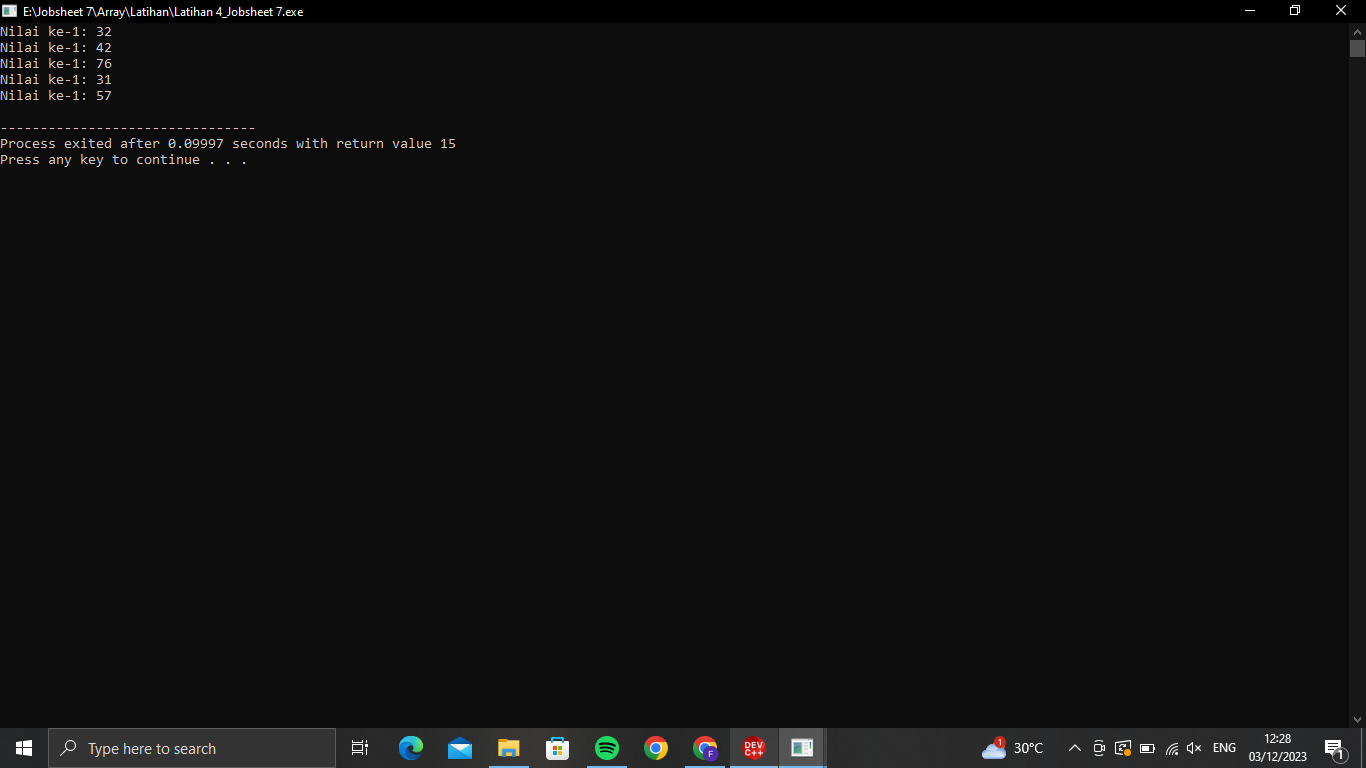 E:\Jobsheet 7\Array\Latihan\Latihan 4_Jobsheet 7.exe
Nilai ke-1: 32
Nilai ke-1: 42
Nilai ke-1: 76
Nilai ke-1: 31
Nilai ke-1: 57
--------------------------------
Process exited after 0.09997 seconds with return value 15
Press any key to continue . . .
Type here to search
F
DEV
C++
1
30°C
ENG
12:28
03/12/2023
1